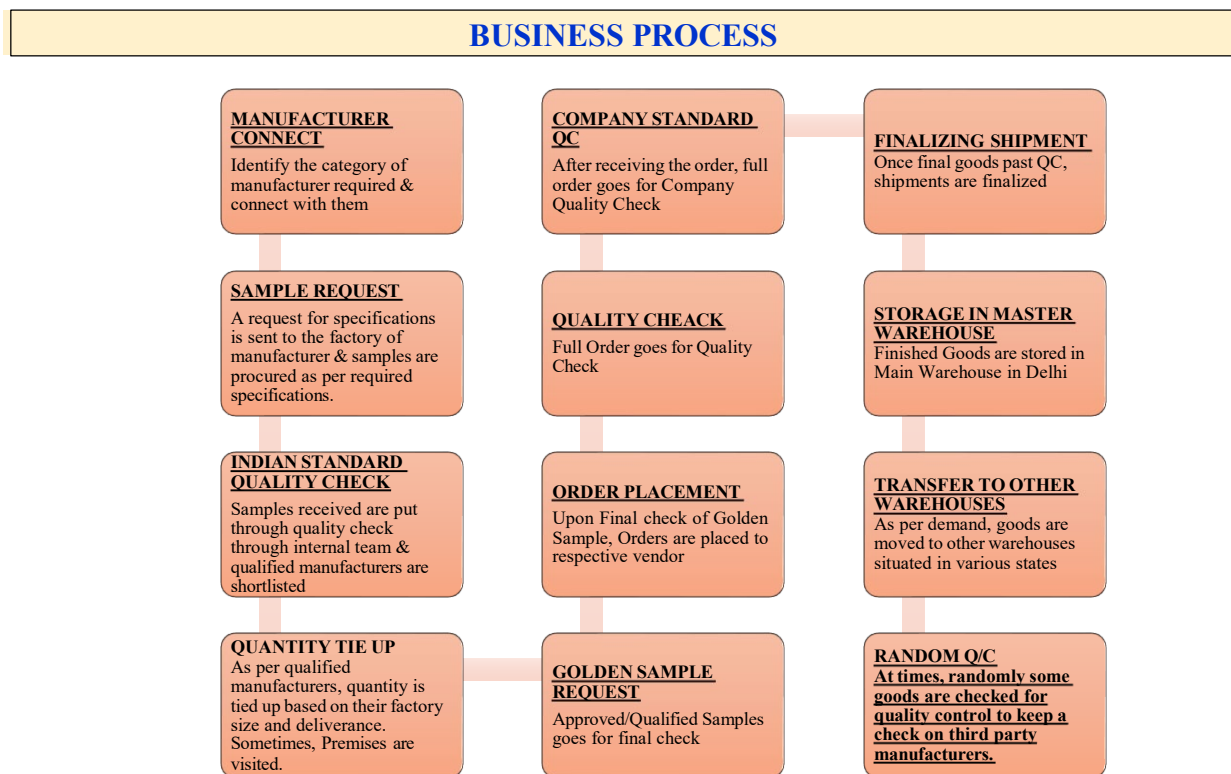 BUSINESS PROCESS
MANUFACTURER
CONNECT
Identify the category of
manufacturer required &
connect with them
SAMPLE REQUEST
A request for specifications
is sent to the factory of
manufacturer & samples are
procured as per required
specifications.
INDIAN STANDARD
QUALITY CHECK
Samples received are put
through quality check
through internal team &
qualified manufacturers are
shortlisted
QUANTITY TIE UP
As per qualified
manufacturers, quantity is
tied up based on their factory
size and deliverance.
Sometimes, Premises are
visited.
GOLDEN SAMPLE
REQUEST
Approved/Qualified Samples
goes for final check
ORDER PLACEMENT
Upon Final check of Golden
Sample, Orders are placed to
respective vendor
QUALITY CHEACK
Full Order goes for Quality
Check
COMPANY STANDARD
QC
After receiving the order, full
order goes for Company
Quality Check
FINALIZING SHIPMENT
Once final goods past QC,
shipments are finalized
STORAGE IN MASTER
WAREHOUSE
Finished Goods are stored in
Main Warehouse in Delhi
TRANSFER TO OTHER
WAREHOUSES
As per demand, goods are
moved to other warehouses
situated in various states
RANDOM Q/C
At times, randomly some
goods are checked for
quality control to keep a
check on third party
manufacturers.